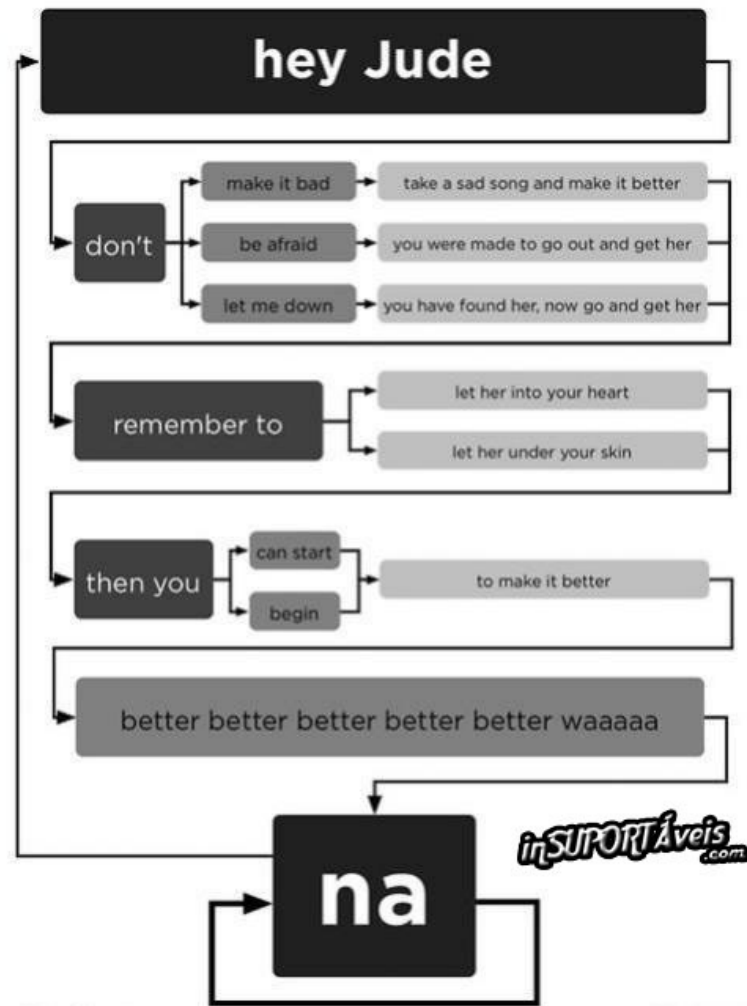 hey Jude
don't
make it bad
take a sad song and make it better
be afraid
you were made to go out and get her
let me down
you have found her, now go and get her
remember to
let her into your heart
let her under your skin
then you
can start
begin
to make it better
better better better better better waaaaa
na
inSUPORTÁveis
.com